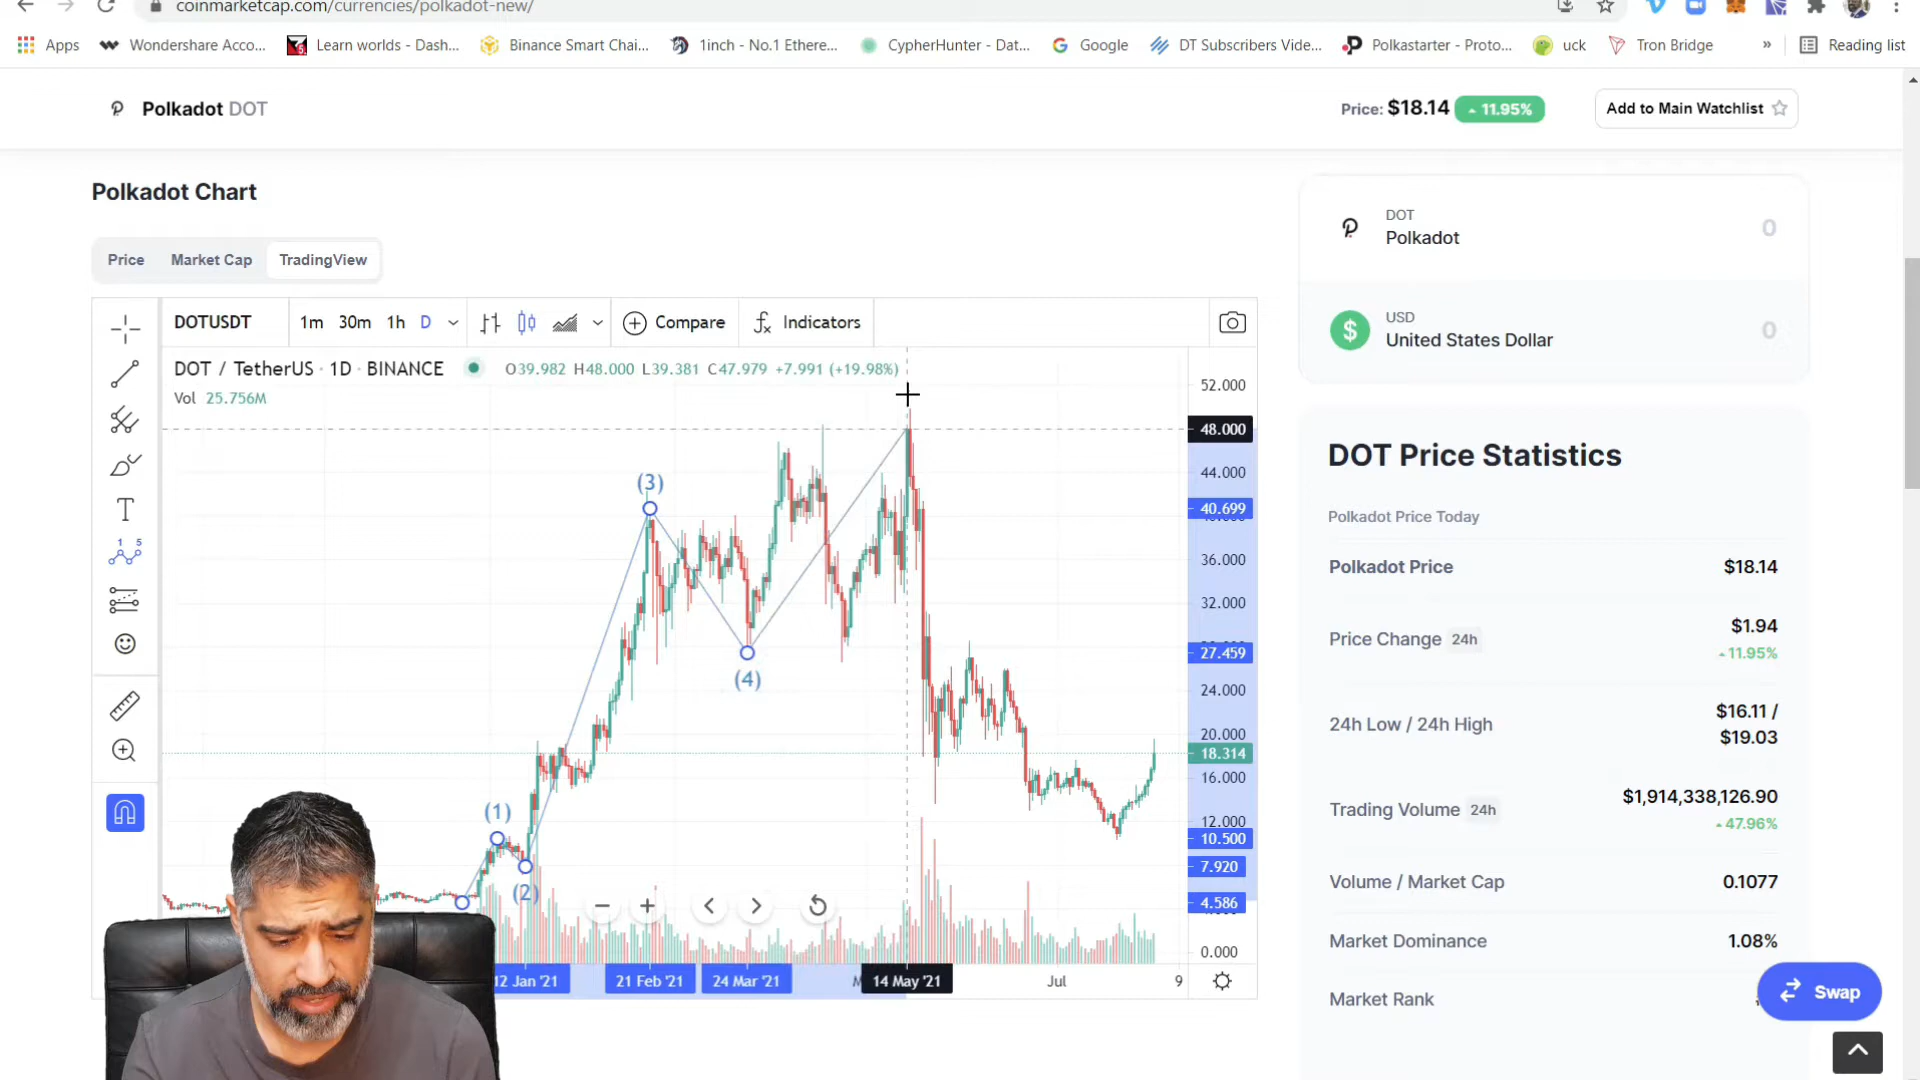 coinmarketcap.com/currencies/polkadot-new/
Apps Wondershare Acco... Learn worlds - Dash... Binance Smart Chai... 1inch - No.1 Ethere... CypherHunter - Dat... Google DT Subscribers Vide... Polkastarter - Proto... uck Tron Bridge » Reading list
Polkadot DOT Price: $18.14 11.95% Add to Main Watchlist
Polkadot Chart
Price Market Cap TradingView
DOTUSDT 1m 30m 1h D Compare Indicators
DOT / TetherUS · 1D · BINANCE O39.982 H48.000 L39.381 C47.979 +7.991 (+19.98%)
Vol 25.756M
52.000
48.000
44.000
40.699
36.000
32.000
27.459
24.000
20.000
18.314
16.000
12.000
10.500
7.920
4.586
0.000
(3)
(4)
(1)
(2)
1 5
T
12 Jan '21 21 Feb '21 24 Mar '21 14 May '21 Jul 9
DOT
Polkadot 0
USD
United States Dollar 0
$
DOT Price Statistics
Polkadot Price Today
Polkadot Price $18.14
Price Change 24h $1.94
11.95%
24h Low / 24h High $16.11 /
$19.03
Trading Volume 24h $1,914,338,126.90
47.96%
Volume / Market Cap 0.1077
Market Dominance 1.08%
Market Rank
Swap